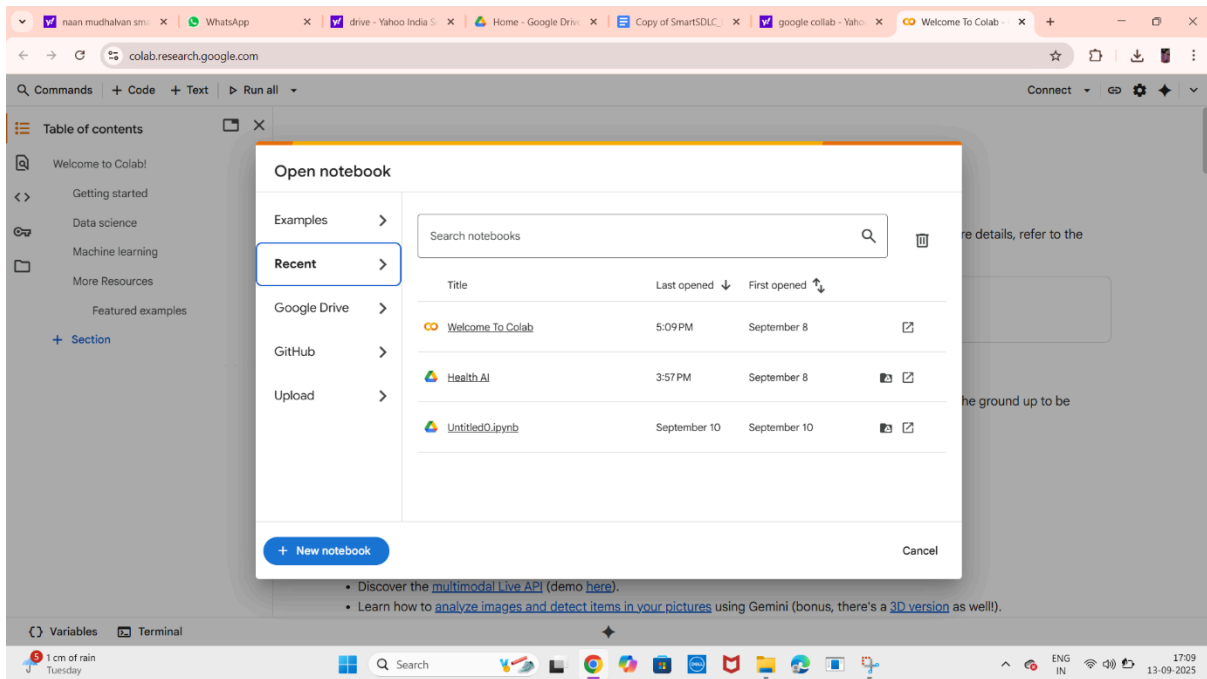 naan mudhalvan sma
WhatsApp
drive - Yahoo India S
Home - Google Drive
Copy of SmartSDLC_
google collab - Yaho
Welcome To Colab -
colab.research.google.com
Commands + Code + Text Run all
Connect
Table of contents
Welcome to Colab!
Getting started
Data science
Machine learning
More Resources
Featured examples
+ Section
Open notebook
Examples
Recent
Google Drive
GitHub
Upload
Search notebooks
Title Last opened First opened
Welcome To Colab 5:09 PM September 8
Health AI 3:57 PM September 8
Untitled0.ipynb September 10 September 10
+ New notebook
Cancel
re details, refer to the
he ground up to be
• Discover the multimodal Live API (demo here).
• Learn how to analyze images and detect items in your pictures using Gemini (bonus, there's a 3D version as well!).
Variables Terminal
5
1 cm of rain
Tuesday
Search
DELL
ENG
IN
17:09
13-09-2025